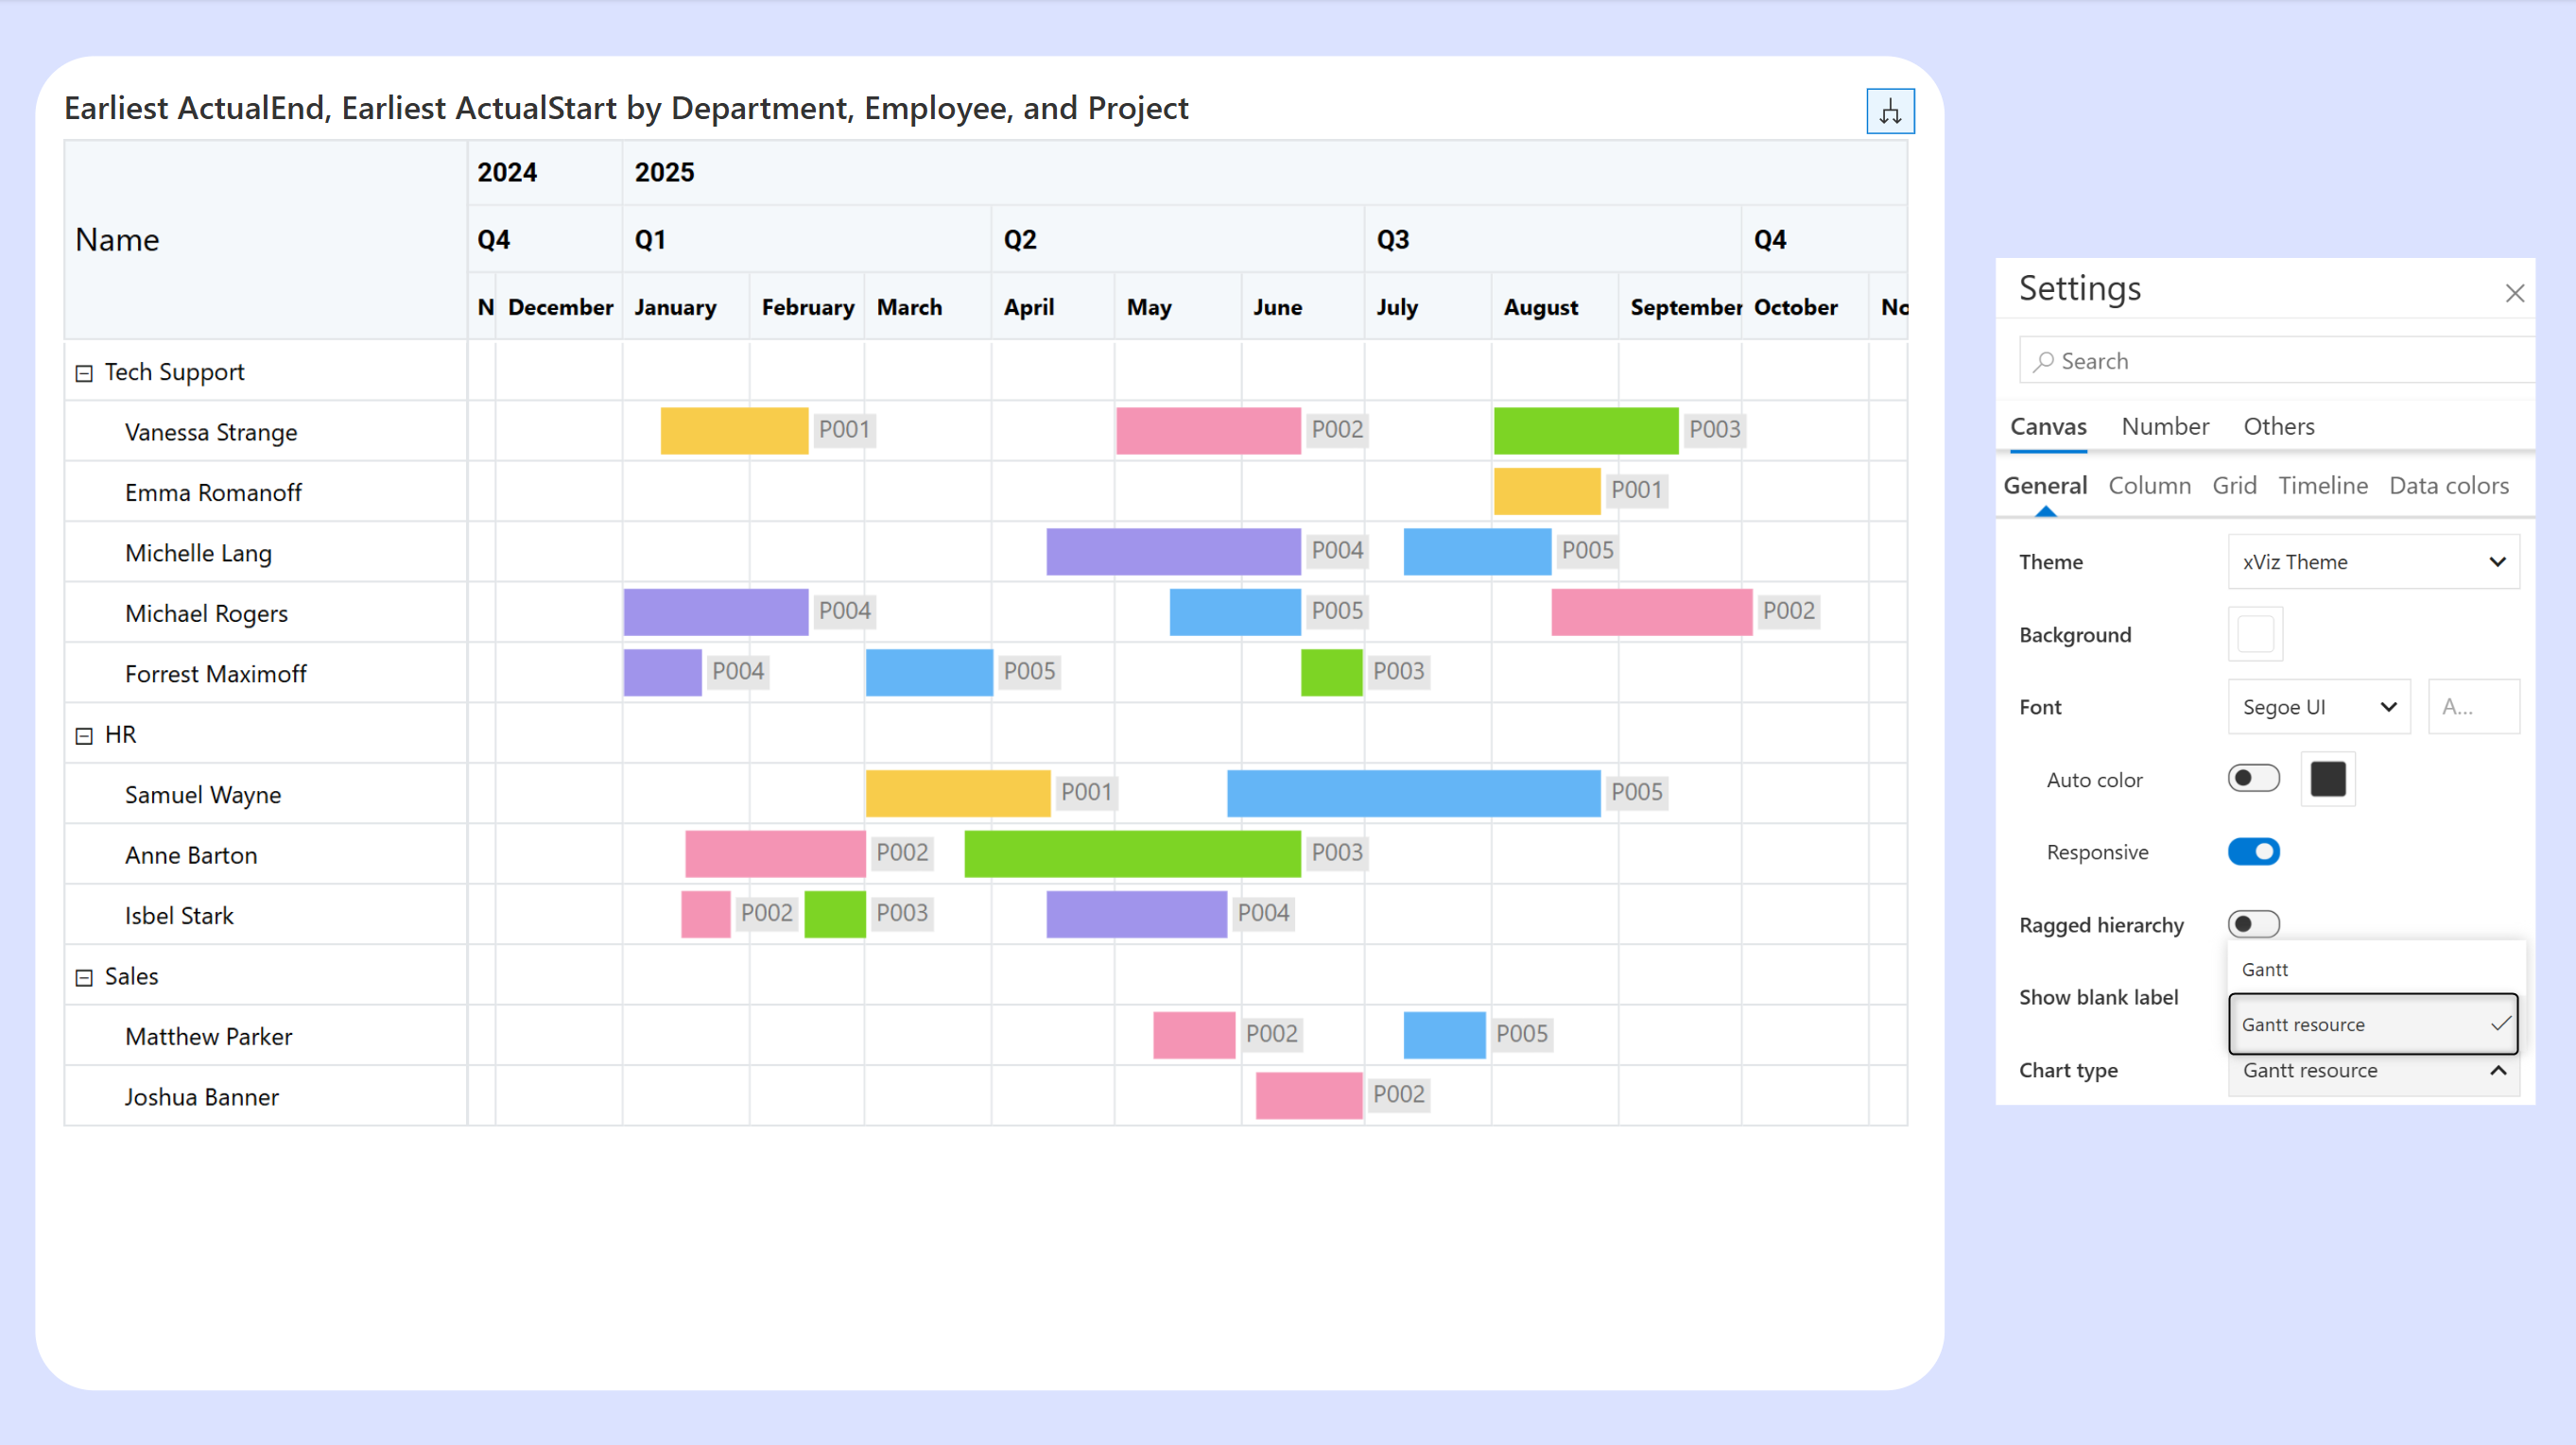 Earliest ActualEnd, Earliest ActualStart by Department, Employee, and Project
Name
2024 2025
Q4 Q1 Q2 Q3 Q4
N December January February March April May June July August September October No
Tech Support
Vanessa Strange P001 P002 P003
Emma Romanoff P001
Michelle Lang P004 P005
Michael Rogers P004 P005 P002
Forrest Maximoff P004 P005 P003
HR
Samuel Wayne P001 P005
Anne Barton P002 P003
Isbel Stark P002 P003 P004
Sales
Matthew Parker P002 P005
Joshua Banner P002
Settings
Search
Canvas Number Others
General Column Grid Timeline Data colors
Theme xViz Theme
Background
Font Segoe UI A...
Auto color
Responsive
Ragged hierarchy
Gantt
Show blank label
Gantt resource
Chart type Gantt resource